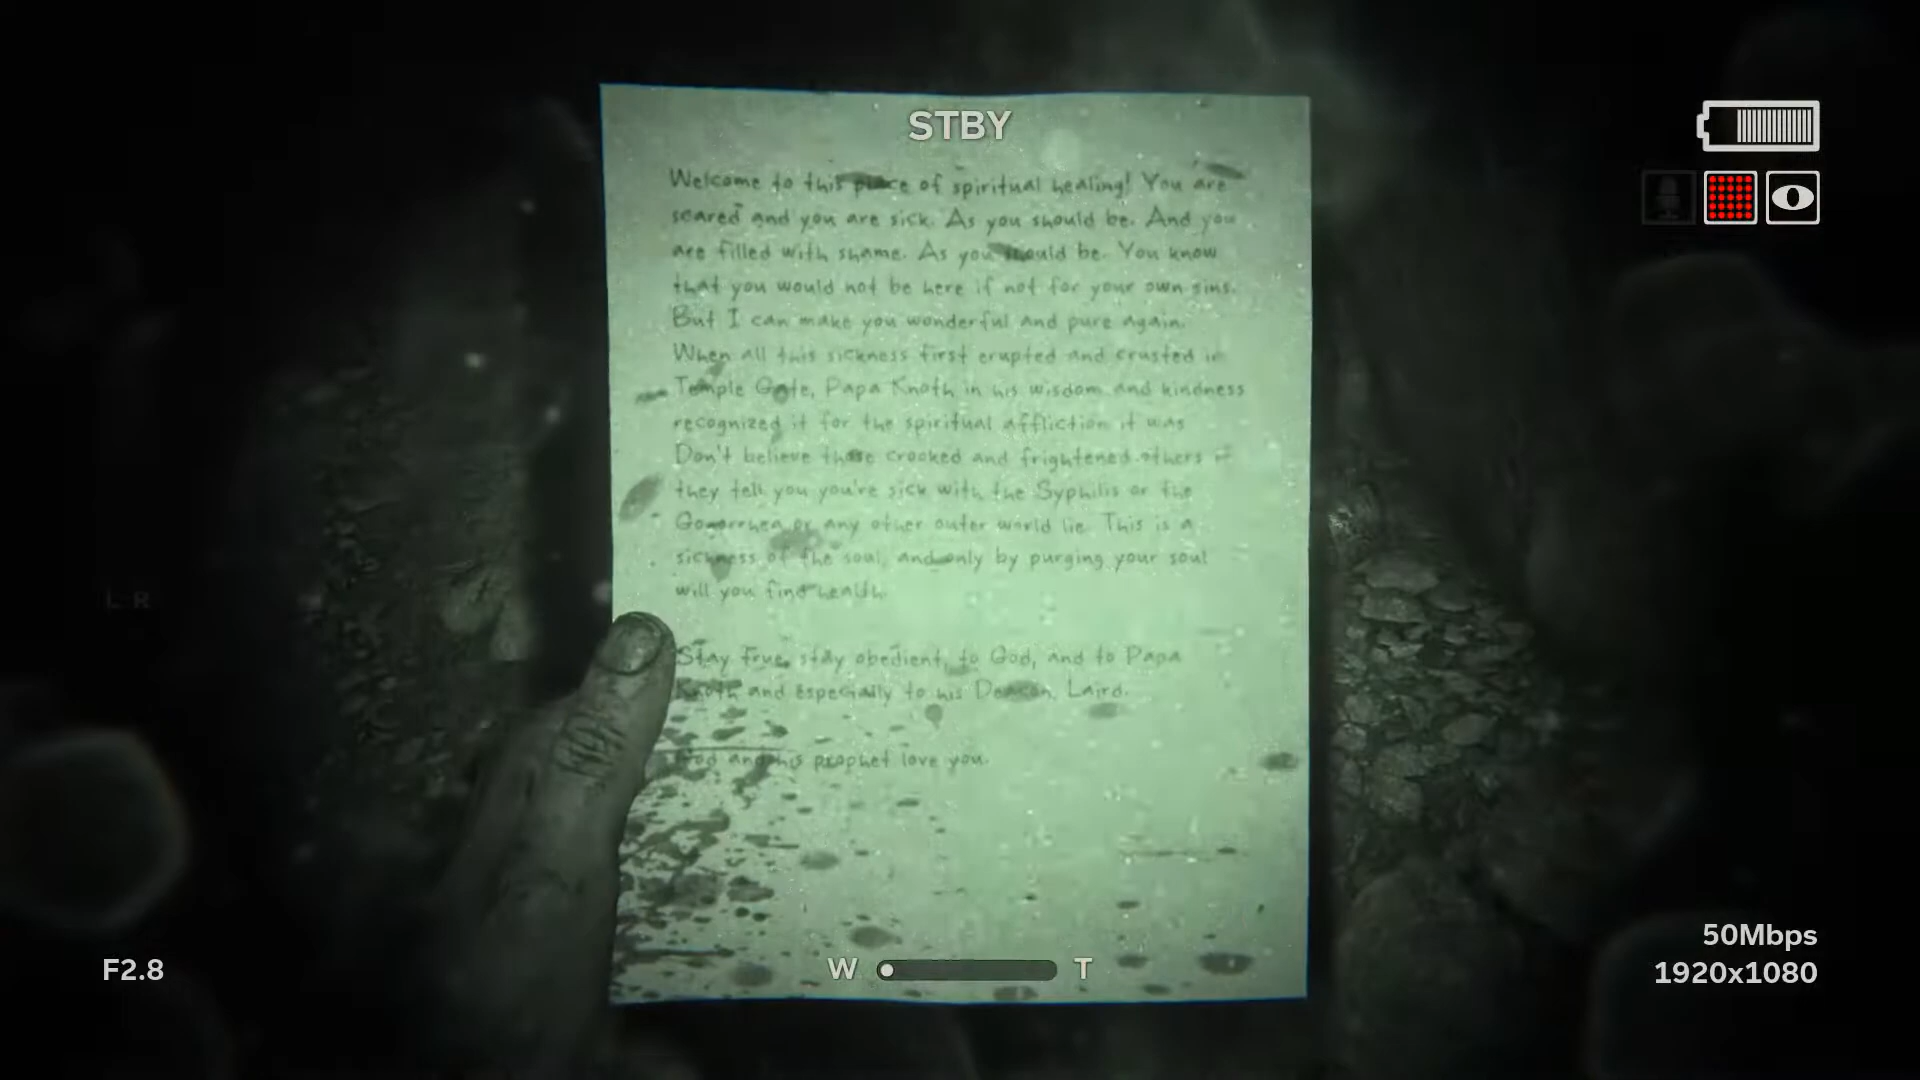 STBY
Welcome to this place of spiritual healing! You are
scared and you are sick. As you should be. And you
are filled with shame. As you should be. You know
that you would not be here if not for your own sins.
But I can make you wonderful and pure again.
When all this sickness first erupted and crusted in
Temple Gate, Papa Knoth in his wisdom and kindness
recognized it for the spiritual affliction it was
Don't believe those crooked and frightened others if
they tell you you're sick with the Syphilis or the
Gonorrhea or any other outer world lie. This is a
sickness of the soul, and only by purging your soul
will you find health.
Stay True, stay obedient, to God, and to Papa
Knoth and especially to his Deacon, Laird.
God and his prophet love you.
L R
F2.8
W T
50Mbps
1920x1080